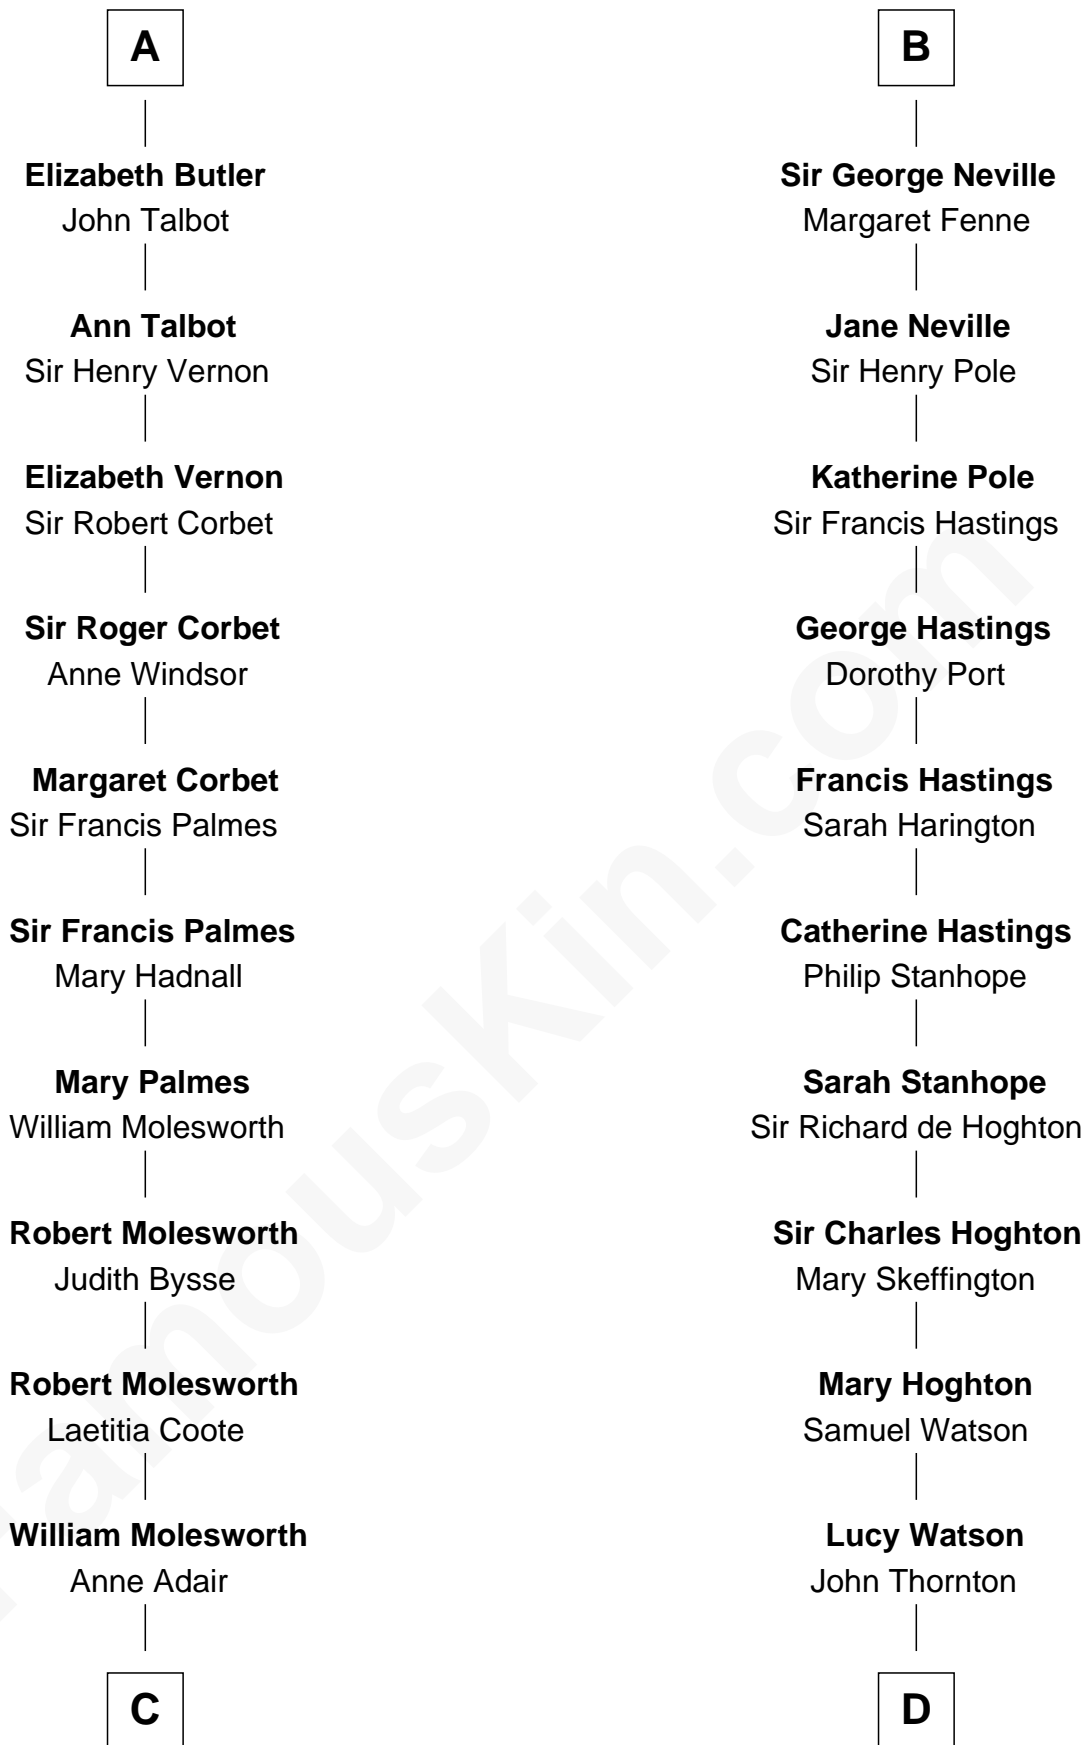 A
Elizabeth Butler
John Talbot
Ann Talbot
Sir Henry Vernon
Elizabeth Vernon
Sir Robert Corbet
Sir Roger Corbet
Anne Windsor
Margaret Corbet
Sir Francis Palmes
Sir Francis Palmes
Mary Hadnall
Mary Palmes
William Molesworth
Robert Molesworth
Judith Bysse
Robert Molesworth
Laetitia Coote
William Molesworth
Anne Adair
C
B
Sir George Neville
Margaret Fenne
Jane Neville
Sir Henry Pole
Katherine Pole
Sir Francis Hastings
George Hastings
Dorothy Port
Francis Hastings
Sarah Harington
Catherine Hastings
Philip Stanhope
Sarah Stanhope
Sir Richard de Hoghton
Sir Charles Hoghton
Mary Skeffington
Mary Hoghton
Samuel Watson
Lucy Watson
John Thornton
D
FamousKin.com